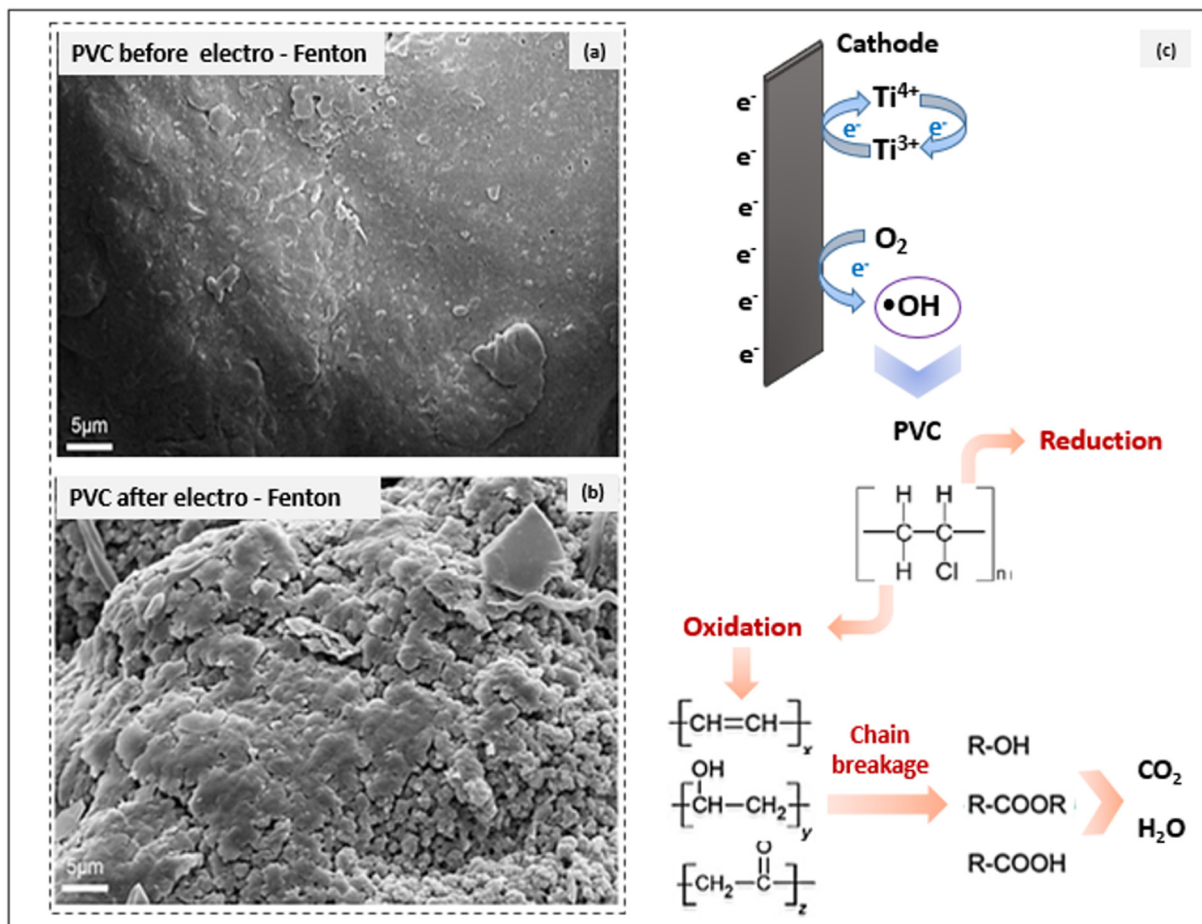 PVC before electro - Fenton
(a)
5µm
PVC after electro - Fenton
(b)
5µm
(c)
Cathode
e-
e-
e-
e-
e-
e-
Ti4+
e-
e-
Ti3+
O2
e-
•OH
PVC
Reduction
H H
C C
H Cl
n
Oxidation
CH=CH
x
OH
CH—CH2
y
O
CH2—C
z
Chain
breakage
R-OH
R-COOR
R-COOH
CO2
H2O